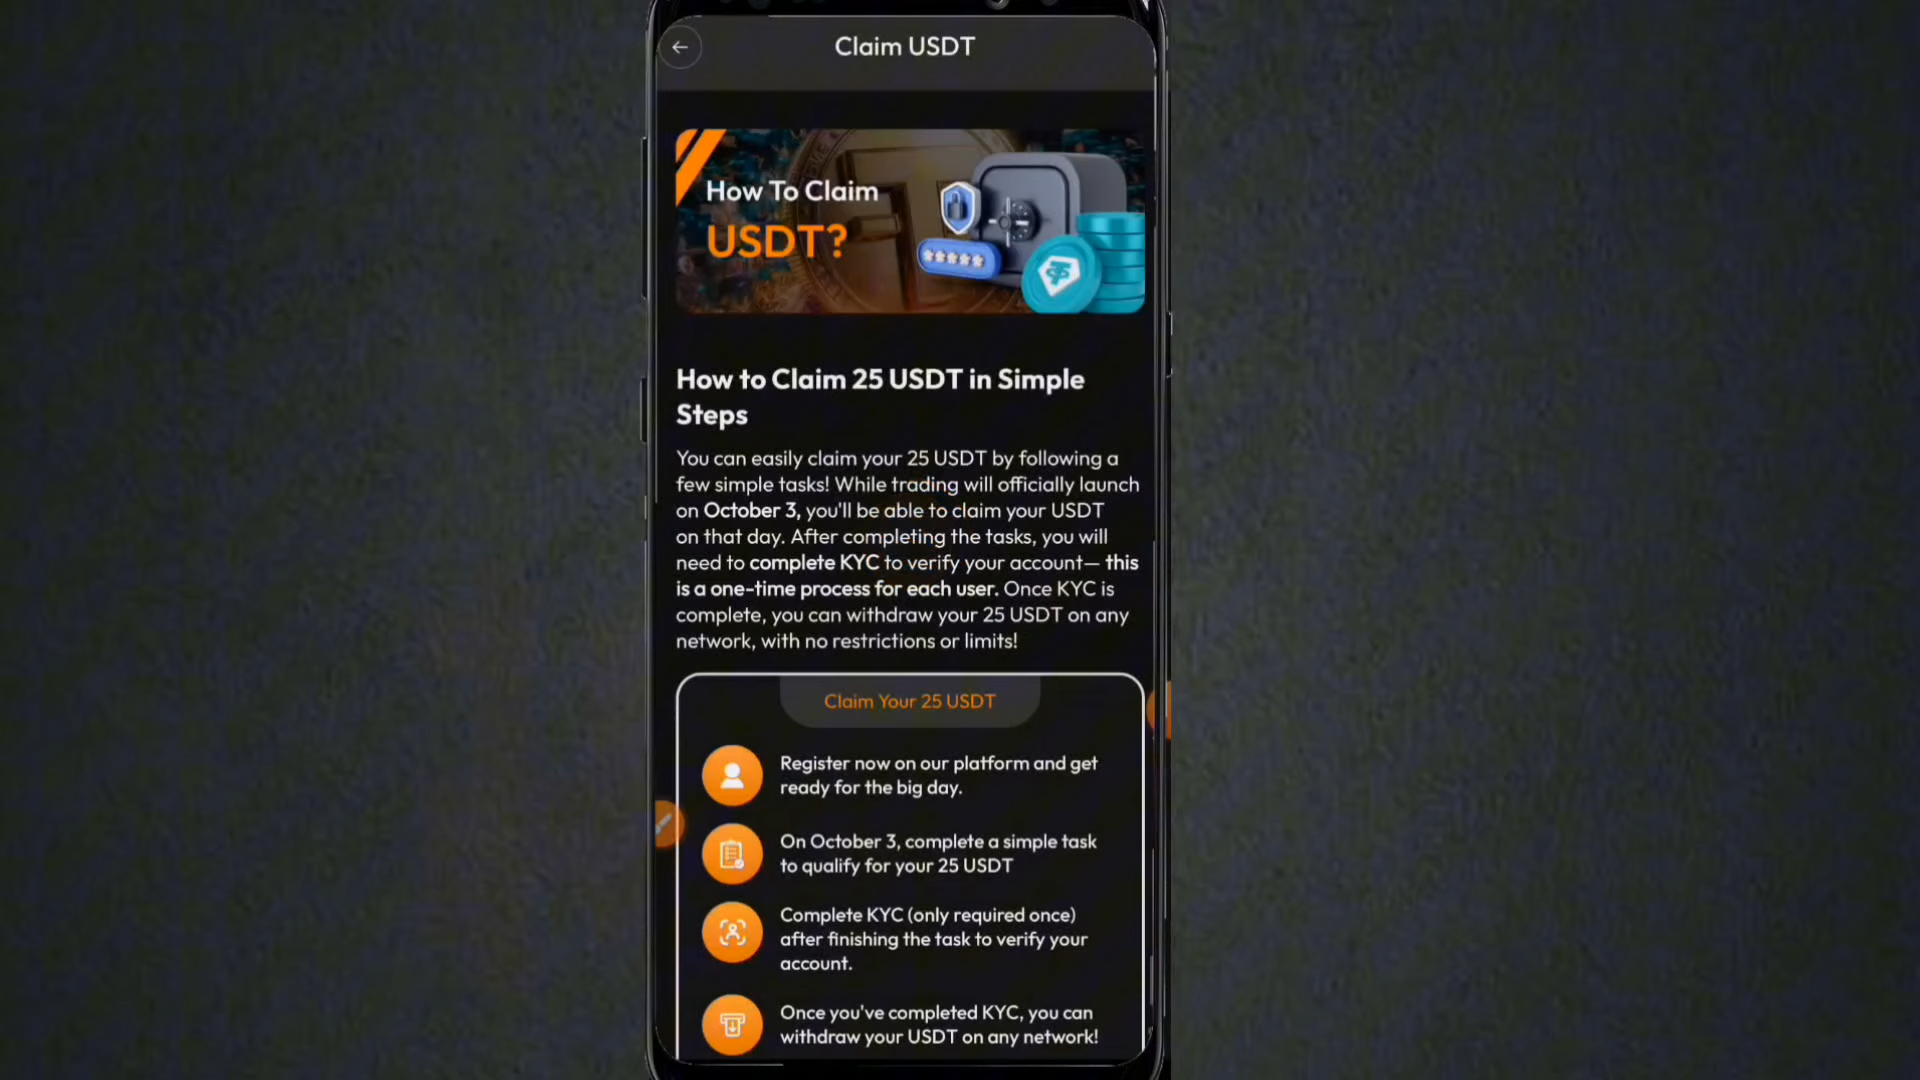 Claim USDT
How To Claim
USDT?
How to Claim 25 USDT in Simple
Steps
You can easily claim your 25 USDT by following a
few simple tasks! While trading will officially launch
on October 3, you'll be able to claim your USDT
on that day. After completing the tasks, you will
need to complete KYC to verify your account— this
is a one-time process for each user. Once KYC is
complete, you can withdraw your 25 USDT on any
network, with no restrictions or limits!
Claim Your 25 USDT
Register now on our platform and get
ready for the big day.
On October 3, complete a simple task
to qualify for your 25 USDT
Complete KYC (only required once)
after finishing the task to verify your
account.
Once you've completed KYC, you can
withdraw your USDT on any network!